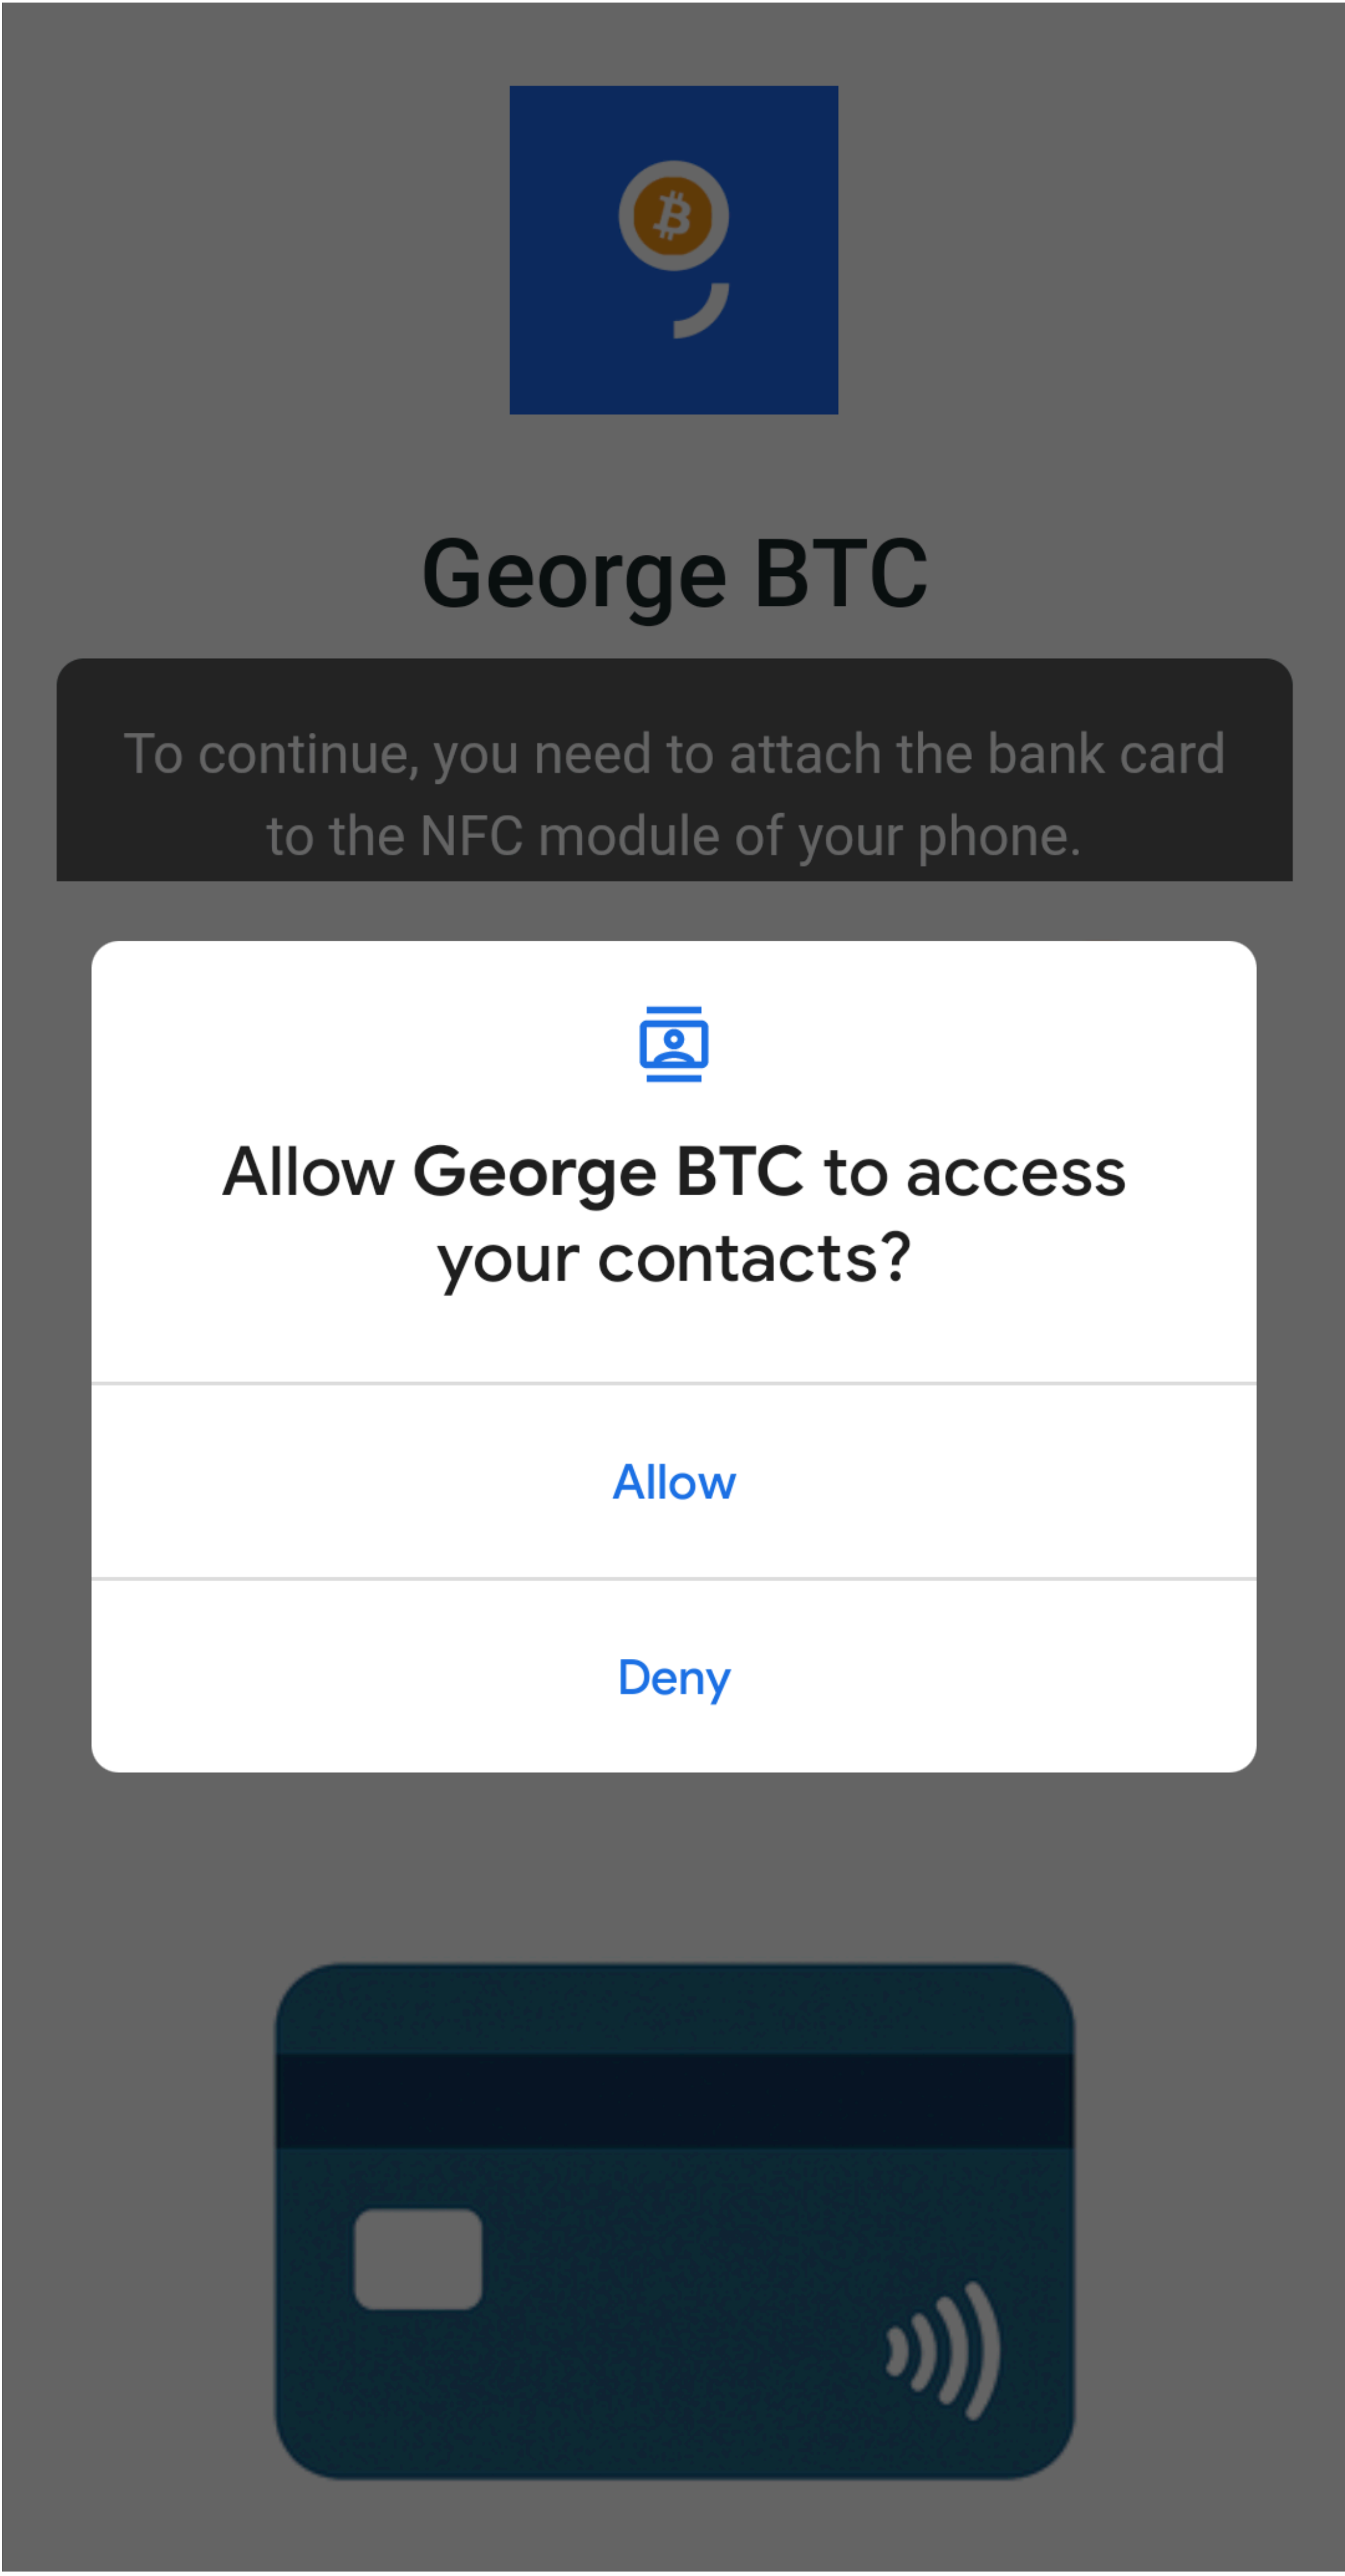 George BTC
To continue, you need to attach the bank card
to the NFC module of your phone.
Allow George BTC to access
your contacts?
Allow
Deny